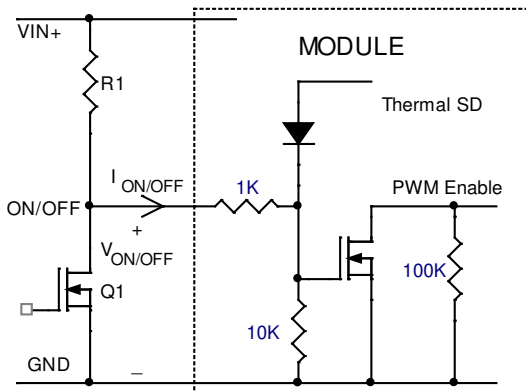 VIN+
MODULE
R1
Thermal SD
I ON/OFF
1K
PWM Enable
ON/OFF
+
V ON/OFF
Q1
100K
10K
GND
_